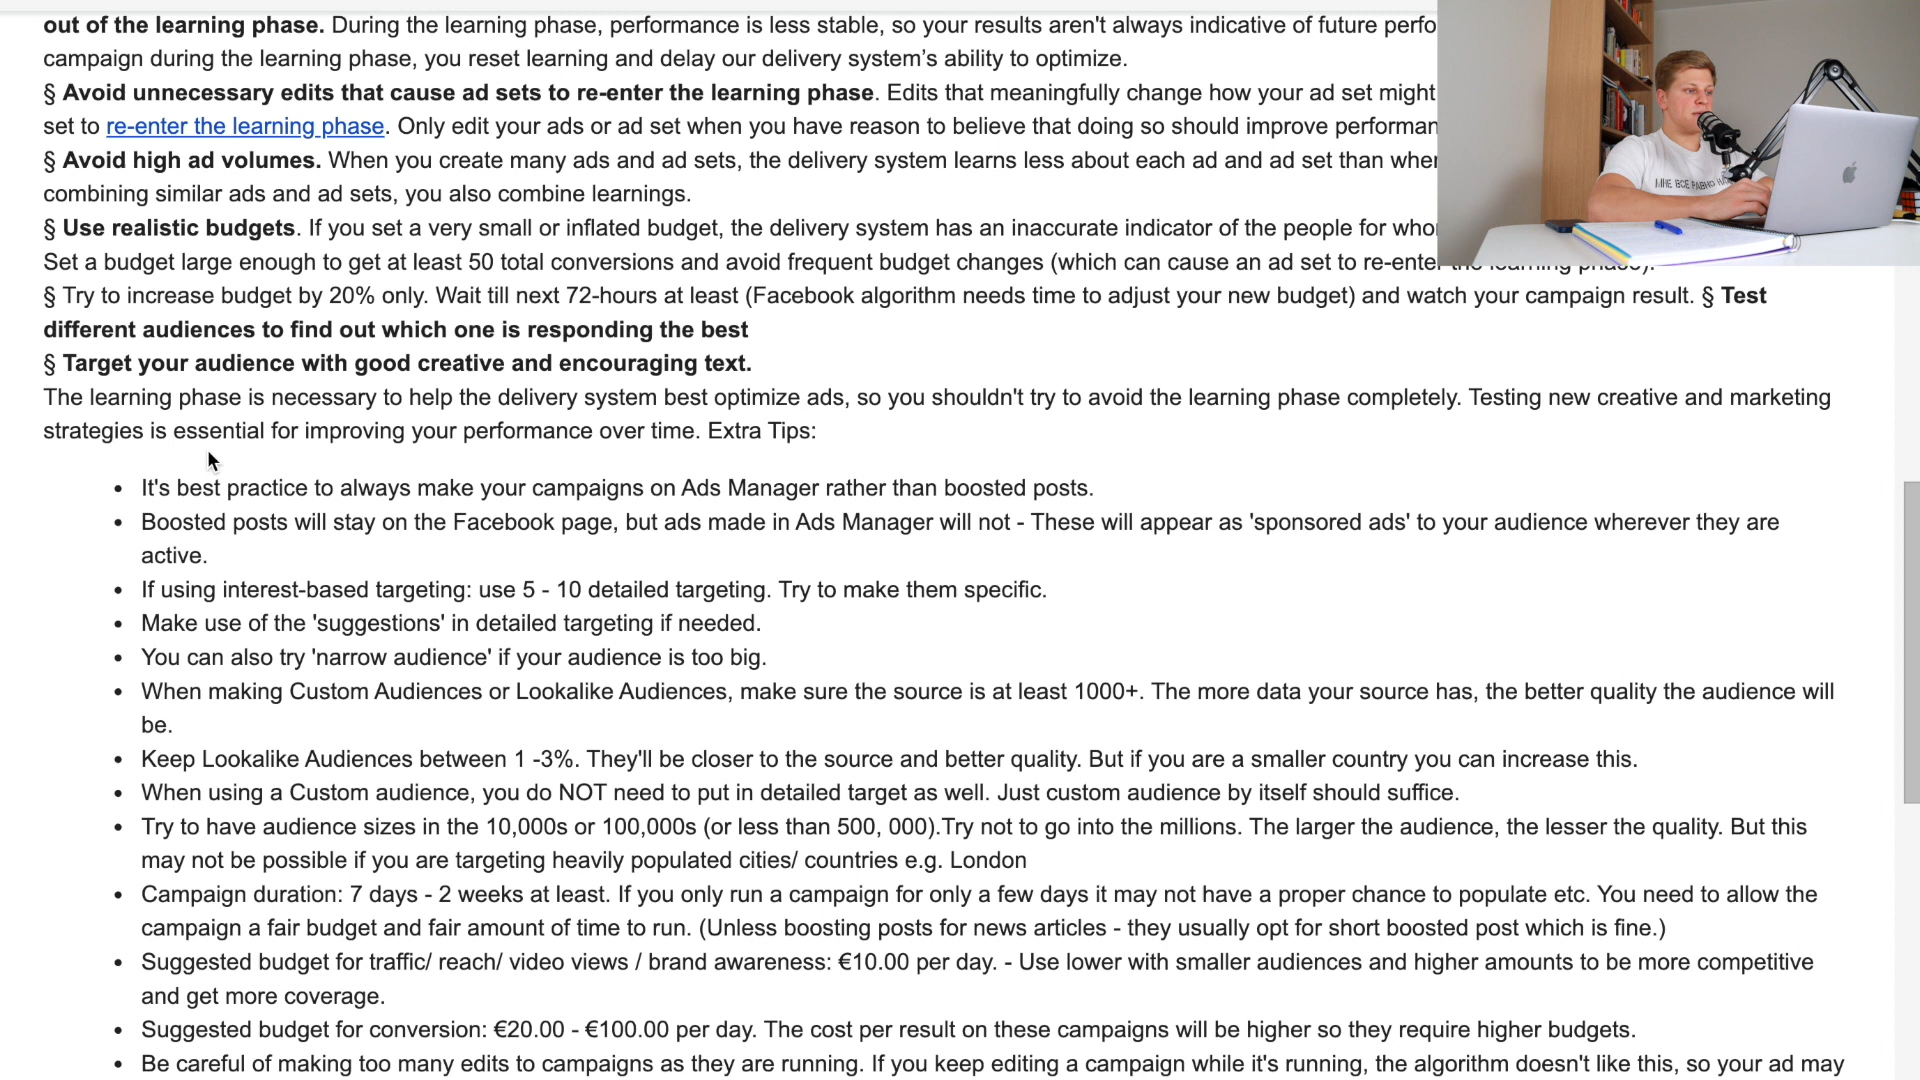 out of the learning phase. During the learning phase, performance is less stable, so your results aren't always indicative of future perfo
campaign during the learning phase, you reset learning and delay our delivery system’s ability to optimize.
§ Avoid unnecessary edits that cause ad sets to re-enter the learning phase. Edits that meaningfully change how your ad set might
set to re-enter the learning phase. Only edit your ads or ad set when you have reason to believe that doing so should improve performan
§ Avoid high ad volumes. When you create many ads and ad sets, the delivery system learns less about each ad and ad set than when
combining similar ads and ad sets, you also combine learnings.
§ Use realistic budgets. If you set a very small or inflated budget, the delivery system has an inaccurate indicator of the people for who
Set a budget large enough to get at least 50 total conversions and avoid frequent budget changes (which can cause an ad set to re-enter the learning phase).
§ Try to increase budget by 20% only. Wait till next 72-hours at least (Facebook algorithm needs time to adjust your new budget) and watch your campaign result. § Test
different audiences to find out which one is responding the best
§ Target your audience with good creative and encouraging text.
The learning phase is necessary to help the delivery system best optimize ads, so you shouldn't try to avoid the learning phase completely. Testing new creative and marketing
strategies is essential for improving your performance over time. Extra Tips:
• It's best practice to always make your campaigns on Ads Manager rather than boosted posts.
• Boosted posts will stay on the Facebook page, but ads made in Ads Manager will not - These will appear as 'sponsored ads' to your audience wherever they are
active.
• If using interest-based targeting: use 5 - 10 detailed targeting. Try to make them specific.
• Make use of the 'suggestions' in detailed targeting if needed.
• You can also try 'narrow audience' if your audience is too big.
• When making Custom Audiences or Lookalike Audiences, make sure the source is at least 1000+. The more data your source has, the better quality the audience will
be.
• Keep Lookalike Audiences between 1 -3%. They'll be closer to the source and better quality. But if you are a smaller country you can increase this.
• When using a Custom audience, you do NOT need to put in detailed target as well. Just custom audience by itself should suffice.
• Try to have audience sizes in the 10,000s or 100,000s (or less than 500, 000).Try not to go into the millions. The larger the audience, the lesser the quality. But this
may not be possible if you are targeting heavily populated cities/ countries e.g. London
• Campaign duration: 7 days - 2 weeks at least. If you only run a campaign for only a few days it may not have a proper chance to populate etc. You need to allow the
campaign a fair budget and fair amount of time to run. (Unless boosting posts for news articles - they usually opt for short boosted post which is fine.)
• Suggested budget for traffic/ reach/ video views / brand awareness: €10.00 per day. - Use lower with smaller audiences and higher amounts to be more competitive
and get more coverage.
• Suggested budget for conversion: €20.00 - €100.00 per day. The cost per result on these campaigns will be higher so they require higher budgets.
• Be careful of making too many edits to campaigns as they are running. If you keep editing a campaign while it's running, the algorithm doesn't like this, so your ad may
МНЕ ВСЕ РАВНО